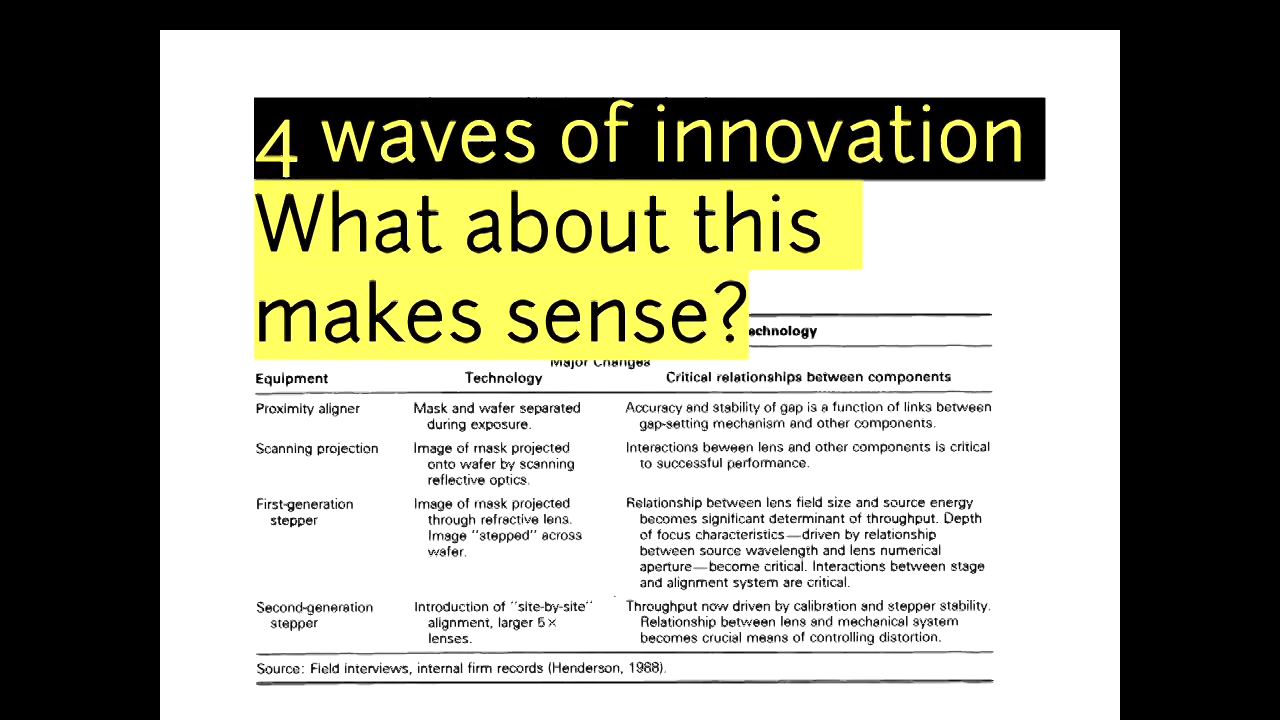 4 waves of innovation
What about this
makes sense?
echnology
Major Changes
Equipment Technology Critical relationships between components
Proximity aligner Mask and wafer separated Accuracy and stability of gap is a function of links between
during exposure. gap-setting mechanism and other components.
Scanning projection Image of mask projected Interactions beween lens and other components is critical
onto wafer by scanning to successful performance.
reflective optics.
First-generation Image of mask projected Relationship between lens field size and source energy
stepper through refractive lens. becomes significant determinant of throughput. Depth
Image "stepped" across of focus characteristics—driven by relationship
wafer. between source wavelength and lens numerical
aperture—become critical. Interactions between stage
and alignment system are critical.
Second-generation Introduction of "site-by-site" Throughput now driven by calibration and stepper stability.
stepper alignment, larger 5× Relationship between lens and mechanical system
lenses. becomes crucial means of controlling distortion.
Source: Field interviews, internal firm records (Henderson, 1988).